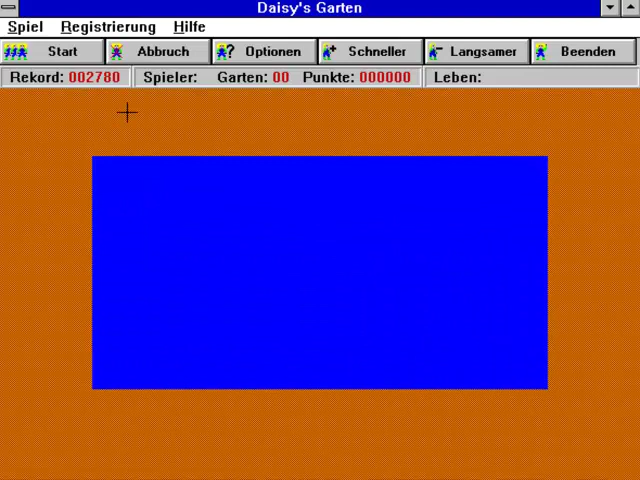 Daisy's Garten
Spiel Registrierung Hilfe
Start Abbruch Optionen Schneller Langsamer Beenden
Rekord: 002780 Spieler: Garten: 00 Punkte: 000000 Leben: